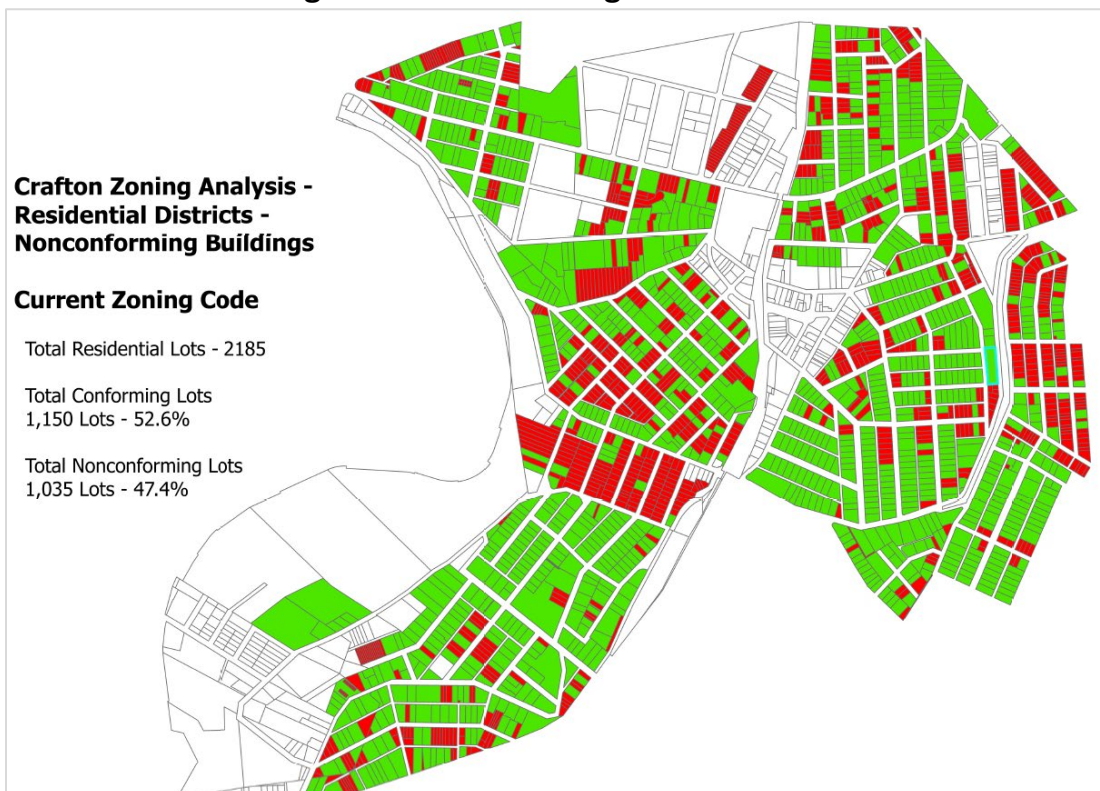 Crafton Zoning Analysis -
Residential Districts -
Nonconforming Buildings
Current Zoning Code
Total Residential Lots - 2185
Total Conforming Lots
1,150 Lots - 52.6%
Total Nonconforming Lots
1,035 Lots - 47.4%